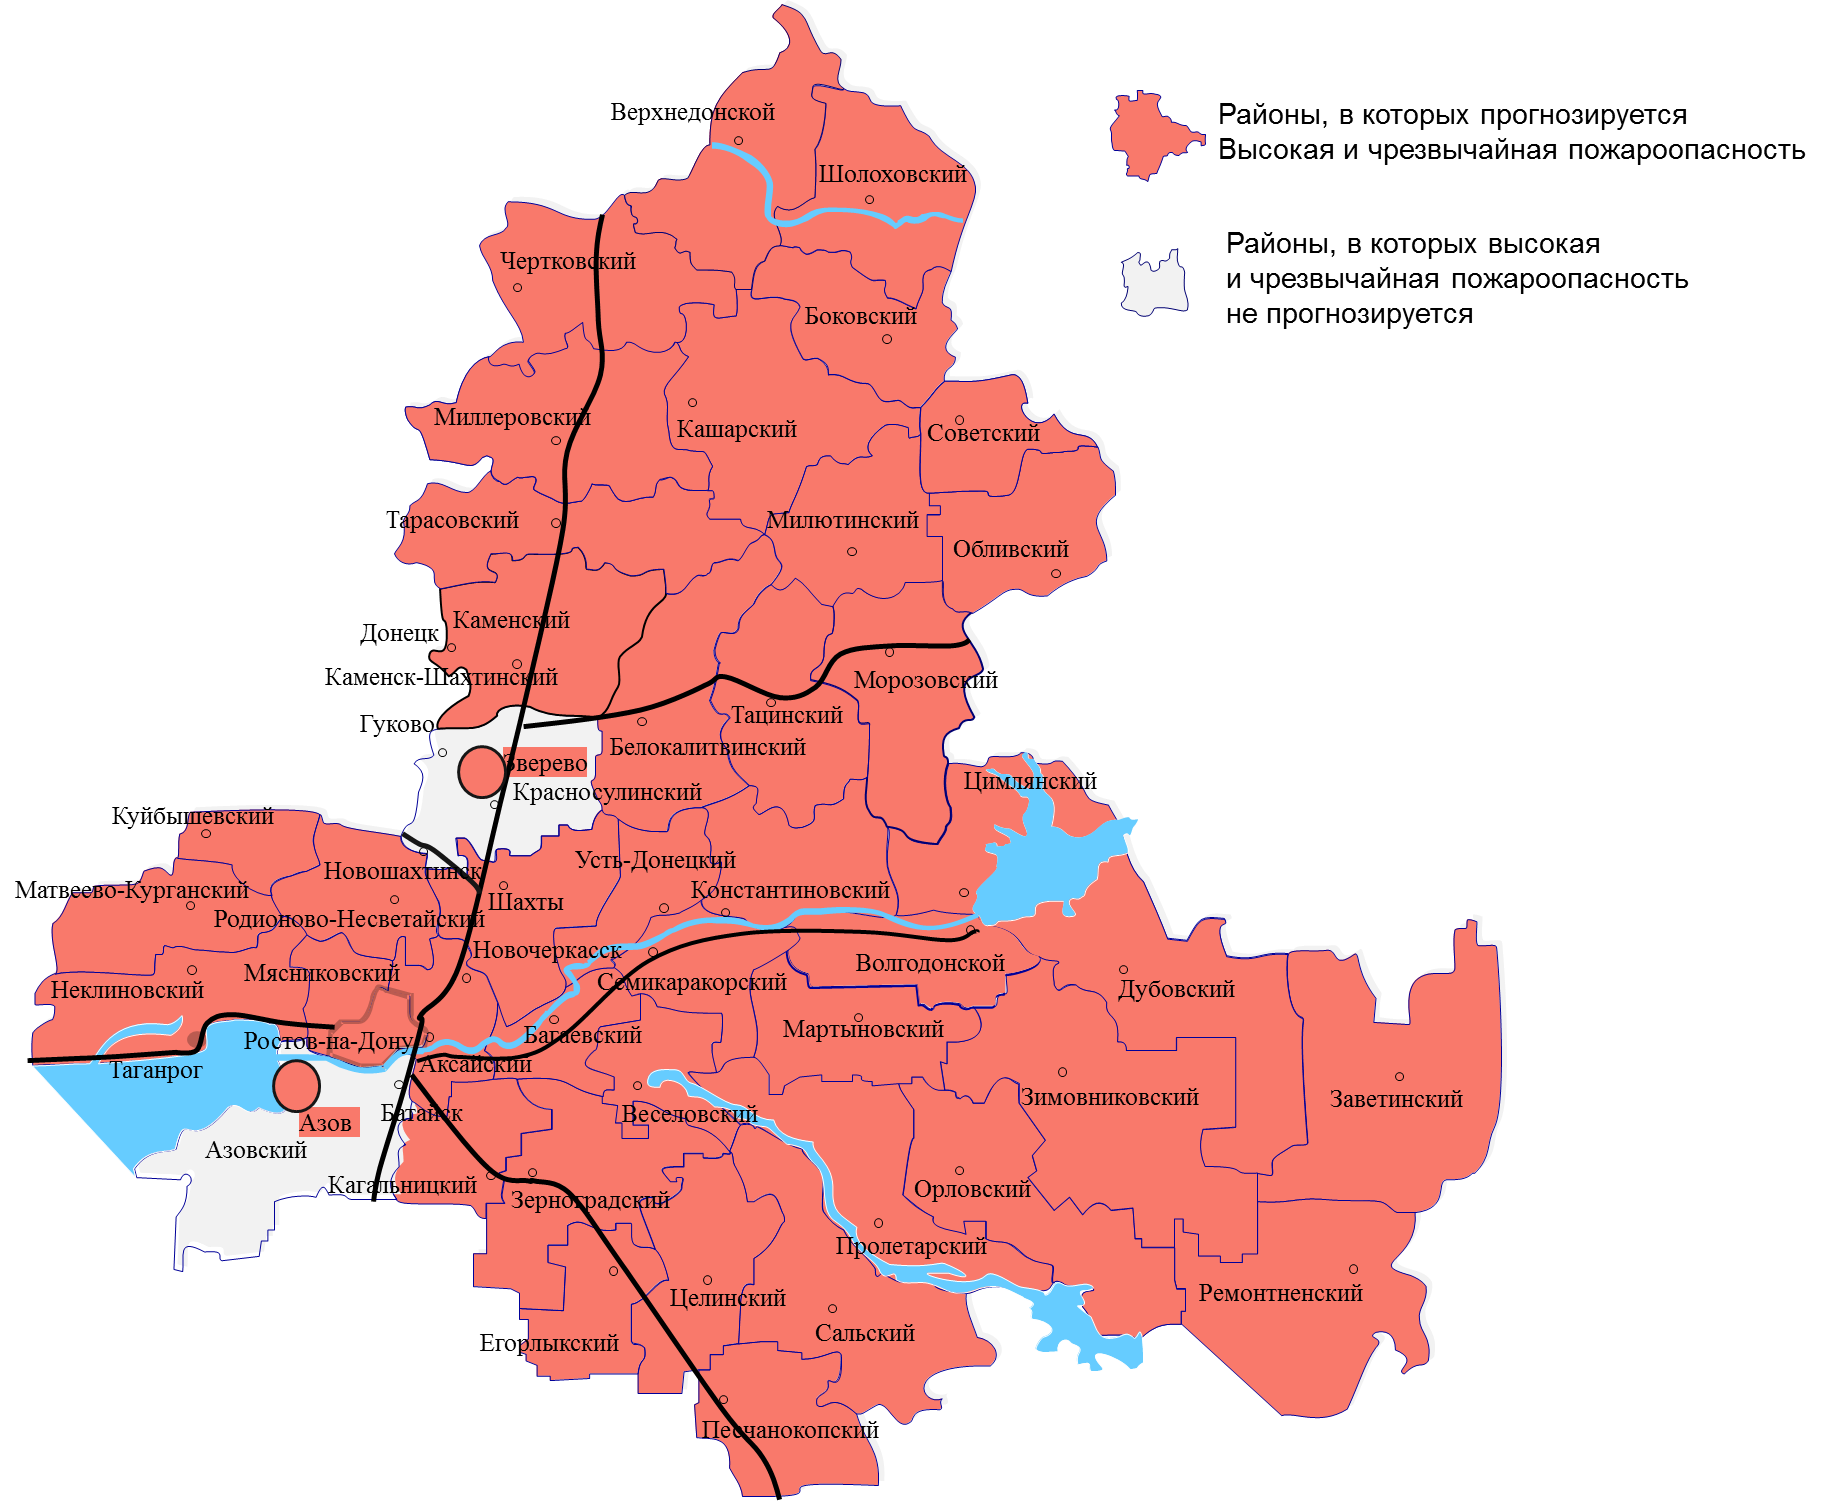 Верхнедонской
Районы, в которых прогнозируется
Высокая и чрезвычайная пожароопасность
Шолоховский
Районы, в которых высокая
и чрезвычайная пожароопасность
не прогнозируется
Чертковский
Боковский
Миллеровский
Кашарский
Советский
Тарасовский
Милютинский
Обливский
Каменский
Донецк
Каменск-Шахтинский
Морозовский
Гуково
Тацинский
Белокалитвинский
Зверево
Цимлянский
Красносулинский
Куйбышевский
Усть-Донецкий
Новошахтинск
Матвеево-Курганский
Константиновский
Шахты
Родионово-Несветайский
Новочеркасск
Мясниковский
Волгодонской
Семикаракорский
Неклиновский
Дубовский
Мартыновский
Багаевский
Ростов-на-Дону
Аксайский
Таганрог
Зимовниковский
Заветинский
Батайск
Веселовский
Азов
Азовский
Кагальницкий
Орловский
Зерноградский
Пролетарский
Ремонтненский
Целинский
Сальский
Егорлыкский
Песчанокопский